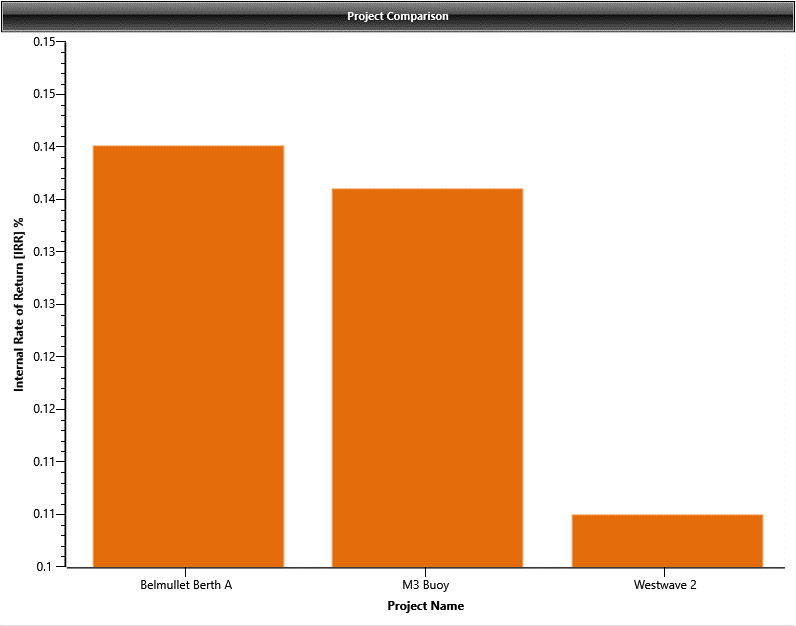 Project Comparison
0.15
0.15
0.14
0.14
0.13
0.13
0.12
0.12
0.11
0.11
0.1
Internal Rate of Return [IRR] %
Belmullet Berth A
M3 Buoy
Westwave 2
Project Name